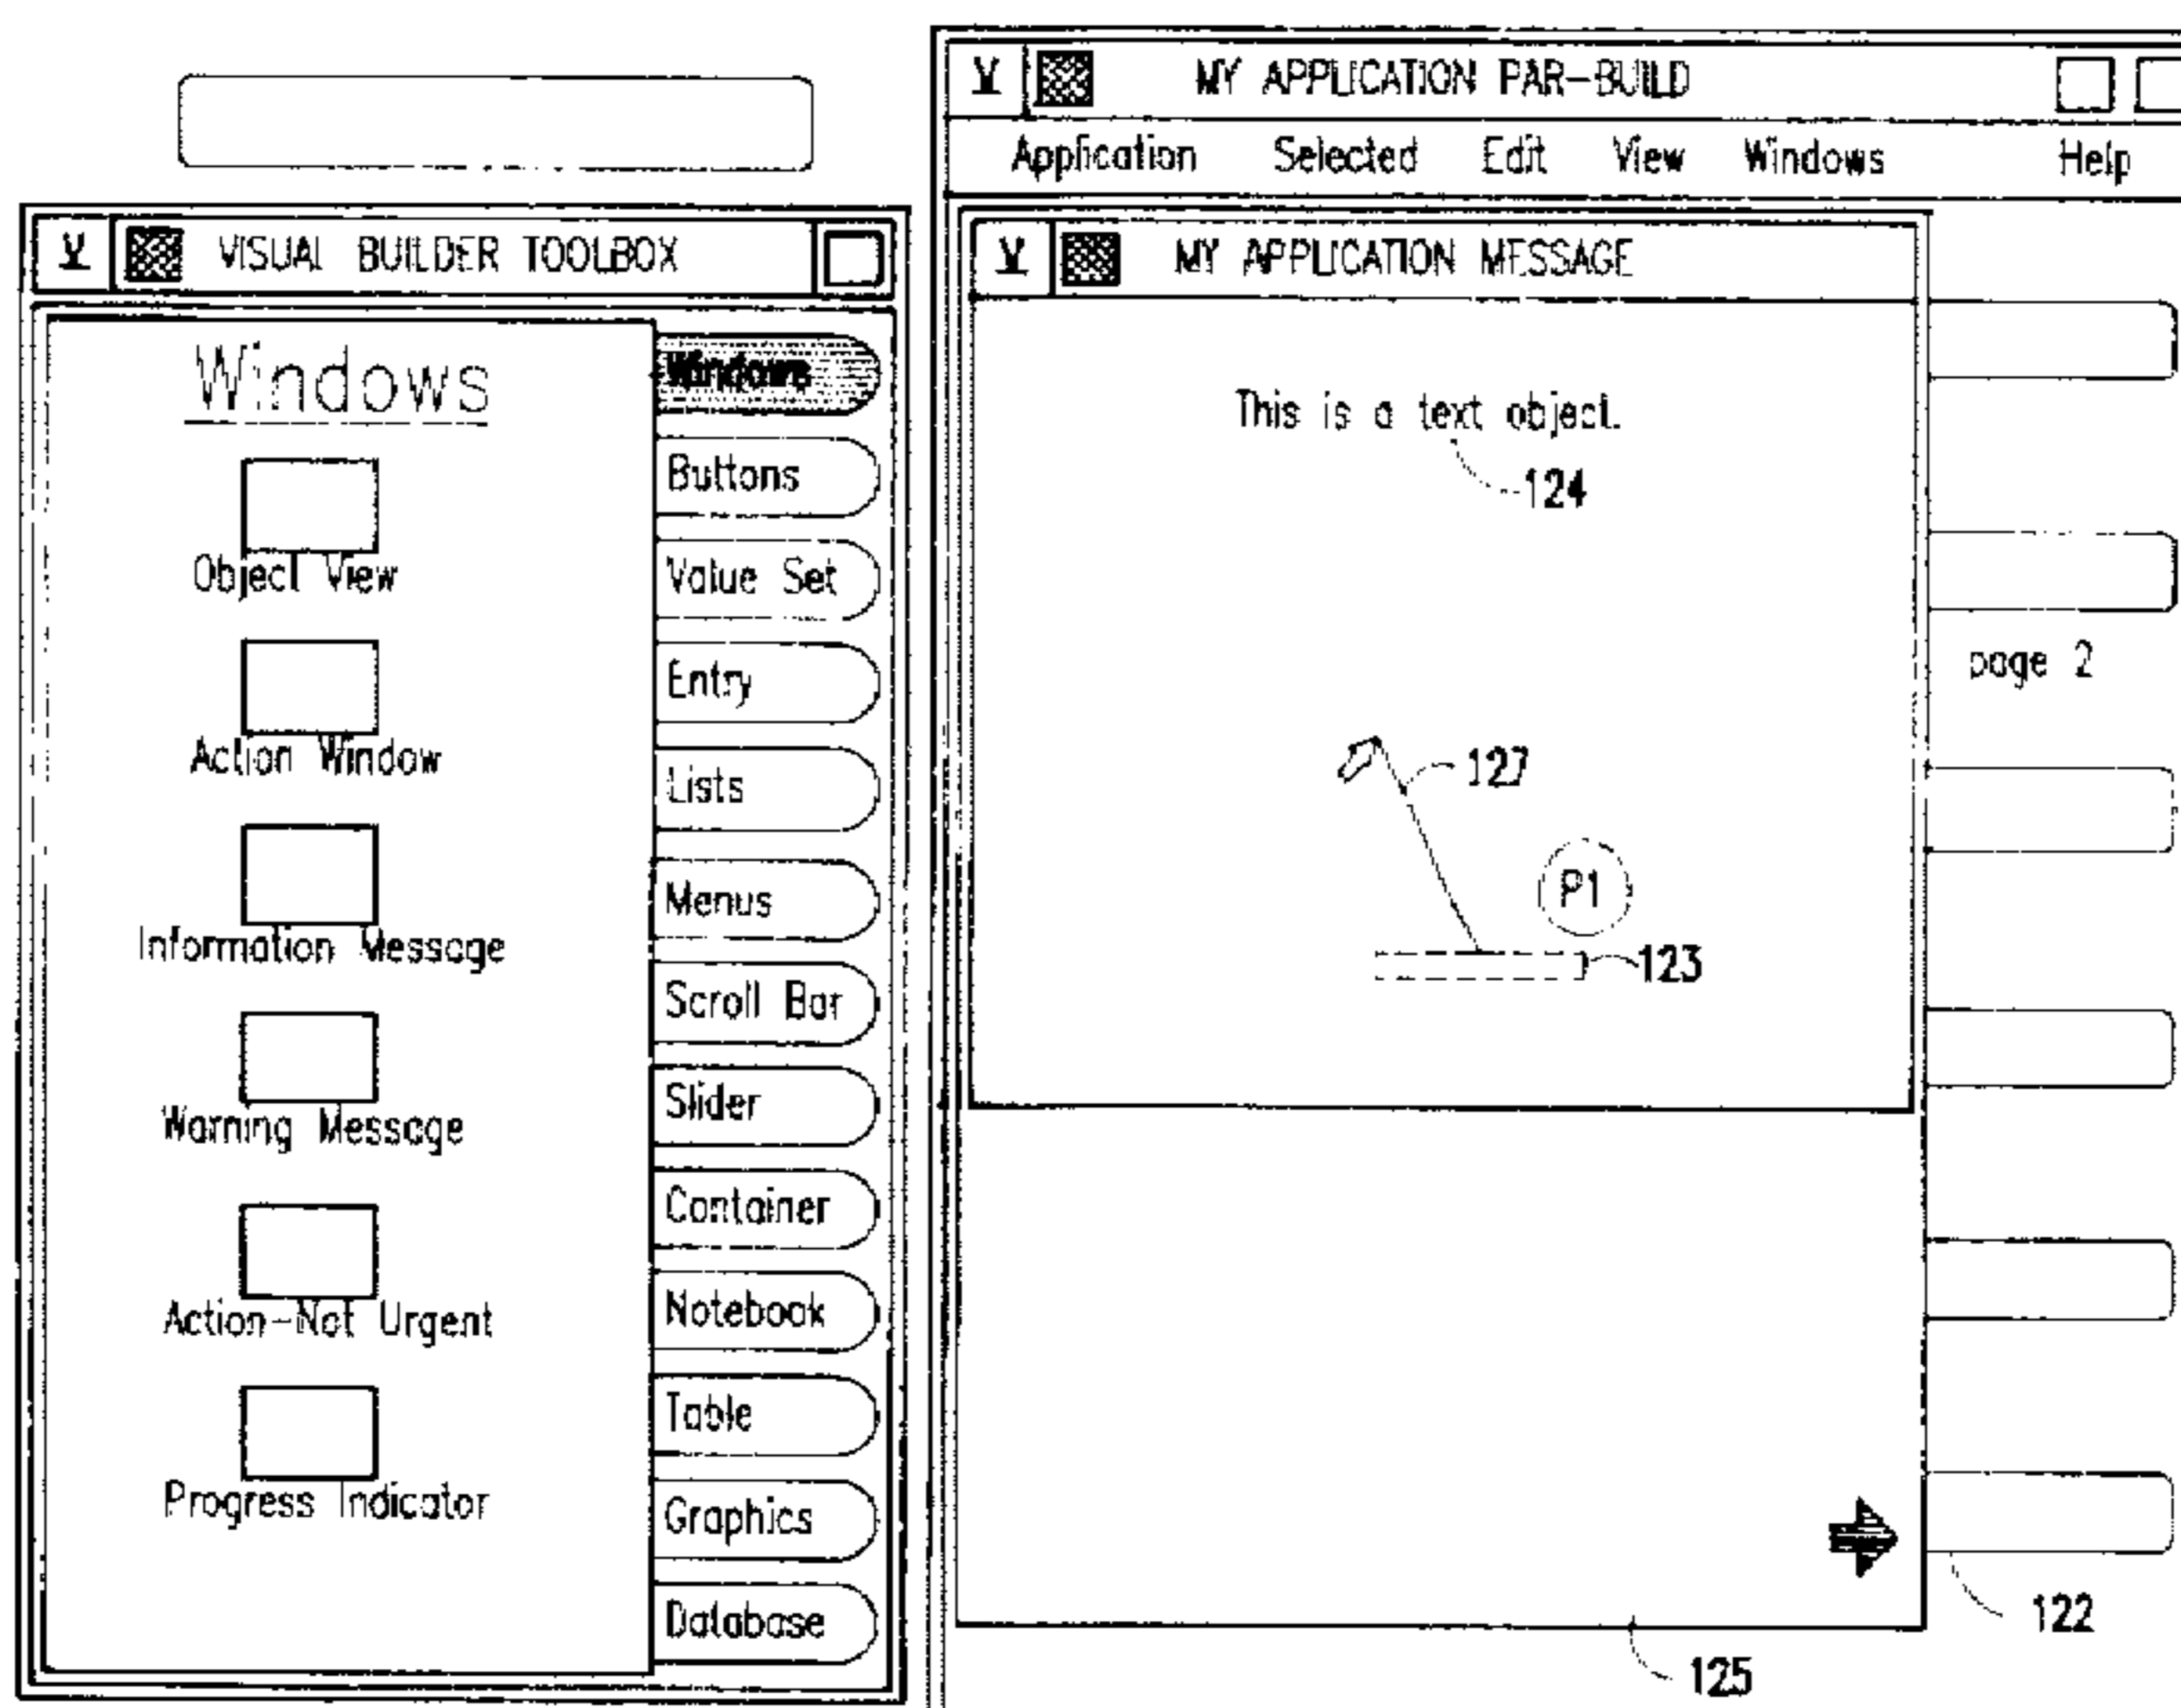 VISUAL BUILDER TOOLBOX
Windows
Object View
Action Window
Information Message
Warning Message
Action-Not Urgent
Progress Indicator
Windows
Buttons
Value Set
Entry
Lists
Menus
Scroll Bar
Slider
Container
Notebook
Table
Graphics
Database
MY APPLICATION PAR-BUILD
Application Selected Edit View Windows Help
MY APPLICATION MESSAGE
This is a text object.
124
page 2
127
P1
123
122
125